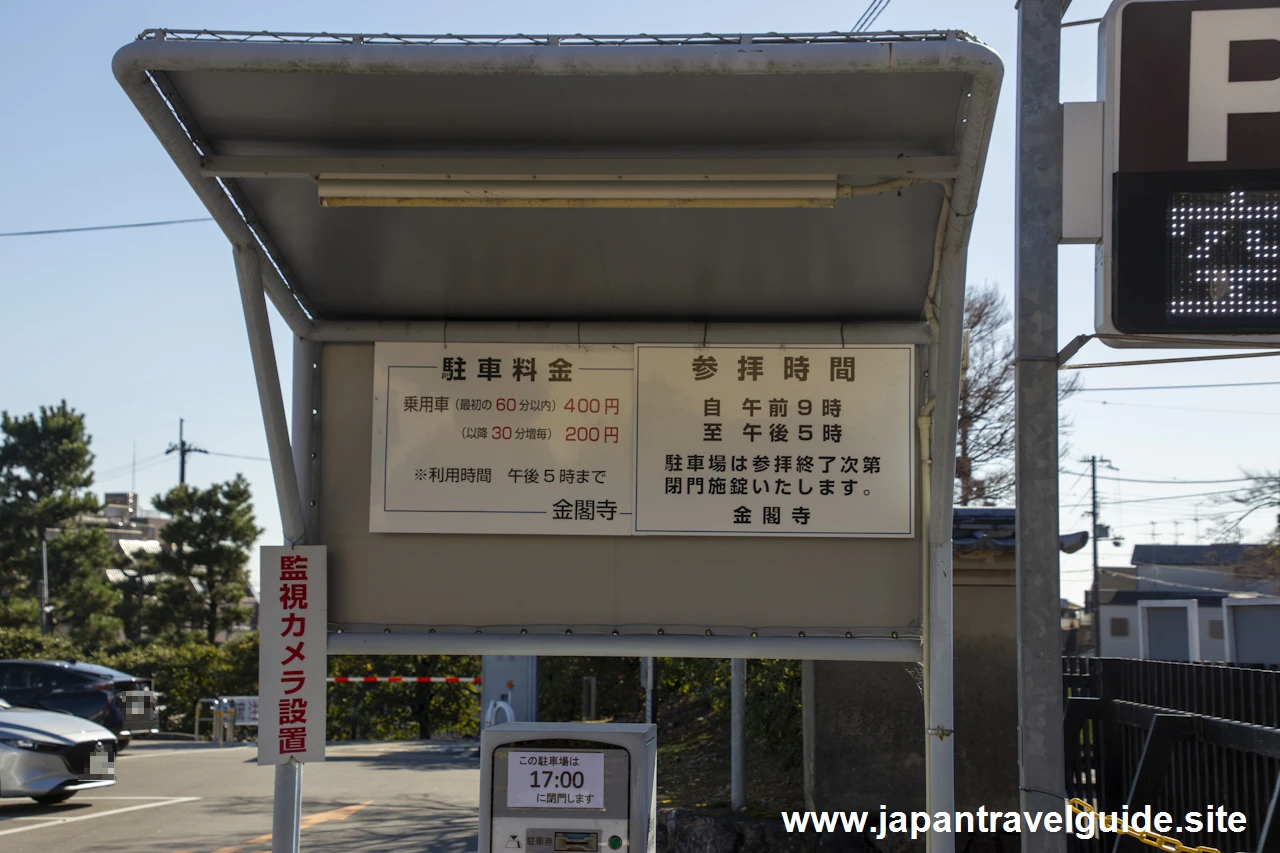 駐車料金
乗用車(最初の60分以内) 400円
(以降30分増毎) 200円
※利用時間 午後5時まで
金閣寺
参拝時間
自 午前9時
至 午後5時
駐車場は参拝終了次第
閉門施錠いたします。
金閣寺
監視カメラ設置
P
この駐車場は
17:00
に閉門します
駐車券
www.japantravelguide.site